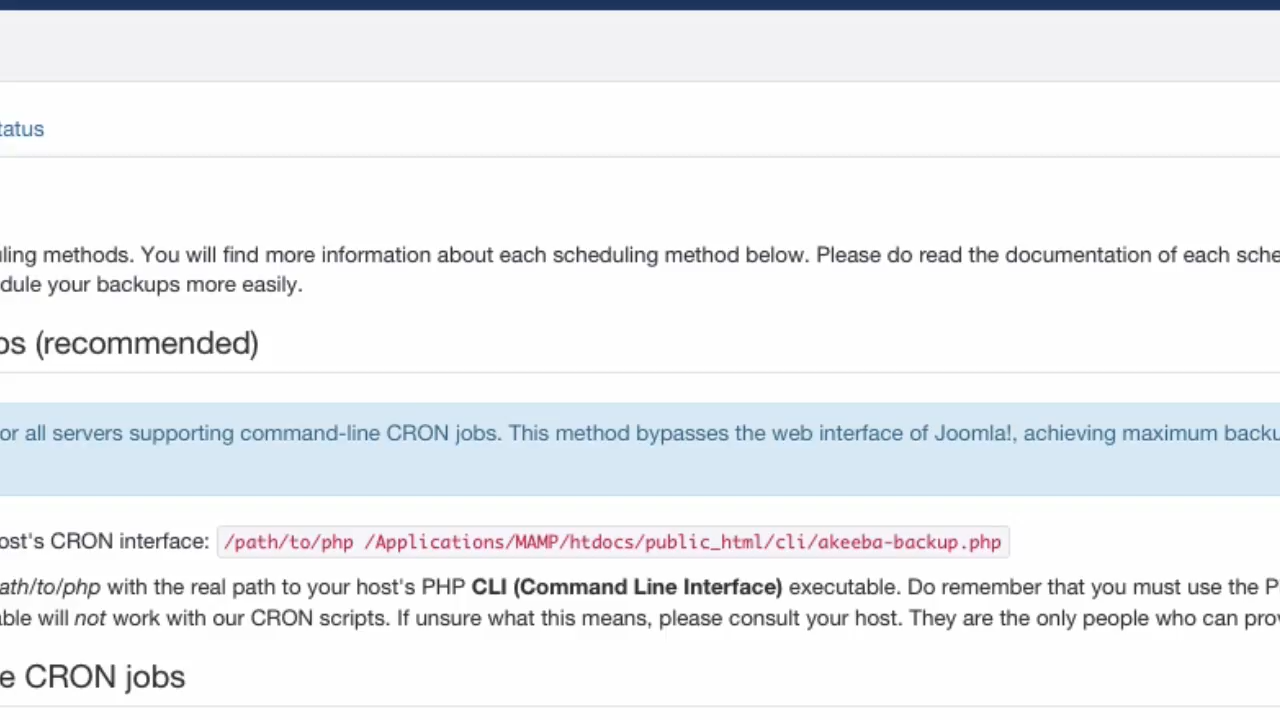 tatus
ling methods. You will find more information about each scheduling method below. Please do read the documentation of each sche
dule your backups more easily.
os (recommended)
or all servers supporting command-line CRON jobs. This method bypasses the web interface of Joomla!, achieving maximum backu
ost's CRON interface: /path/to/php /Applications/MAMP/htdocs/public_html/cli/akeeba-backup.php
ath/to/php with the real path to your host's PHP CLI (Command Line Interface) executable. Do remember that you must use the P
ble will not work with our CRON scripts. If unsure what this means, please consult your host. They are the only people who can prov
e CRON jobs